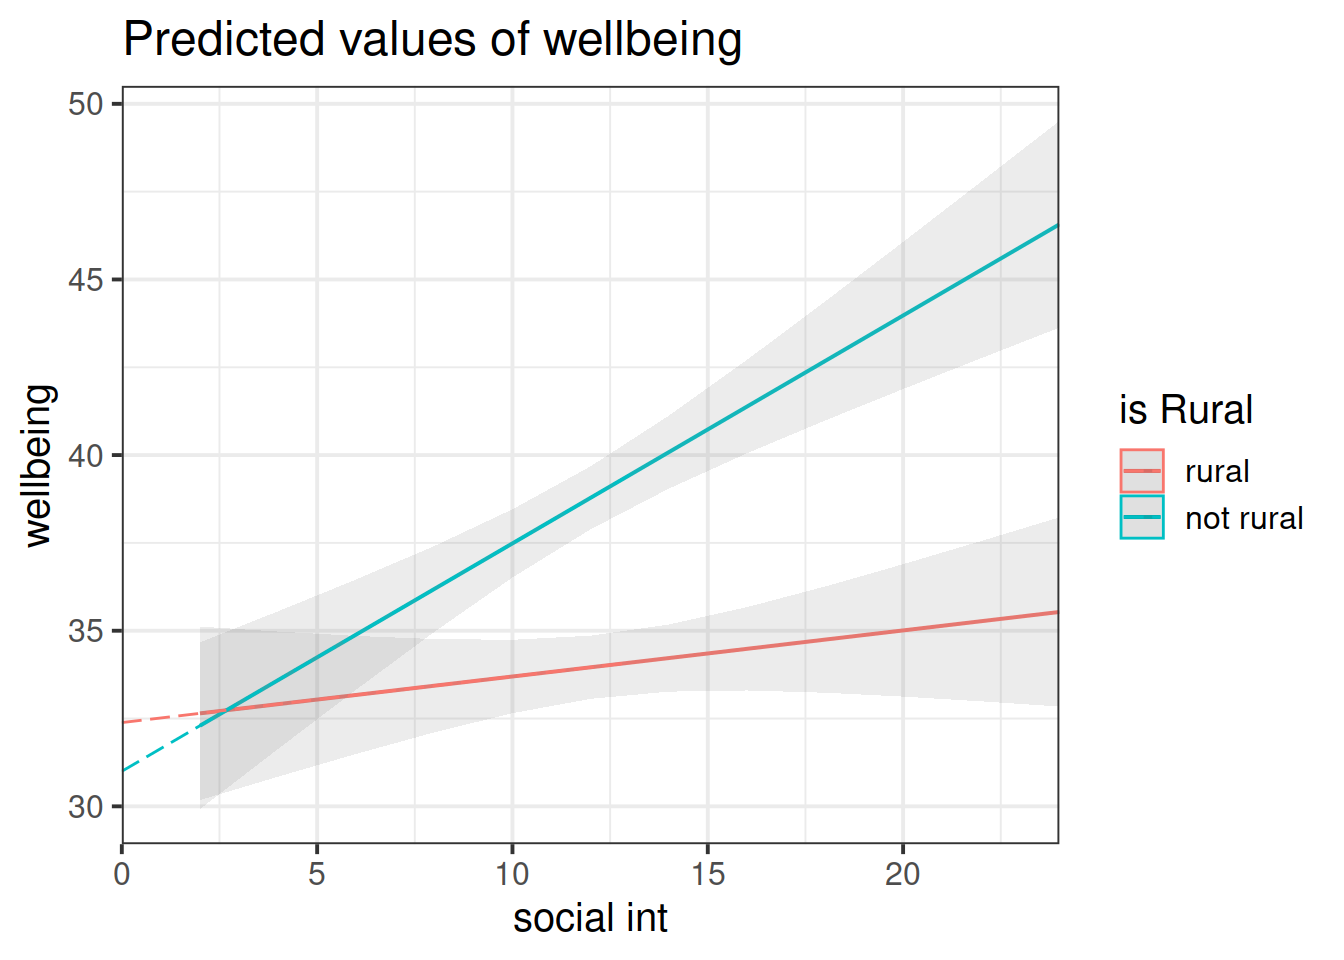 Predicted values of wellbeing
50
45
40
35
30
wellbeing
0 5 10 15 20
social int
is Rural
rural
not rural